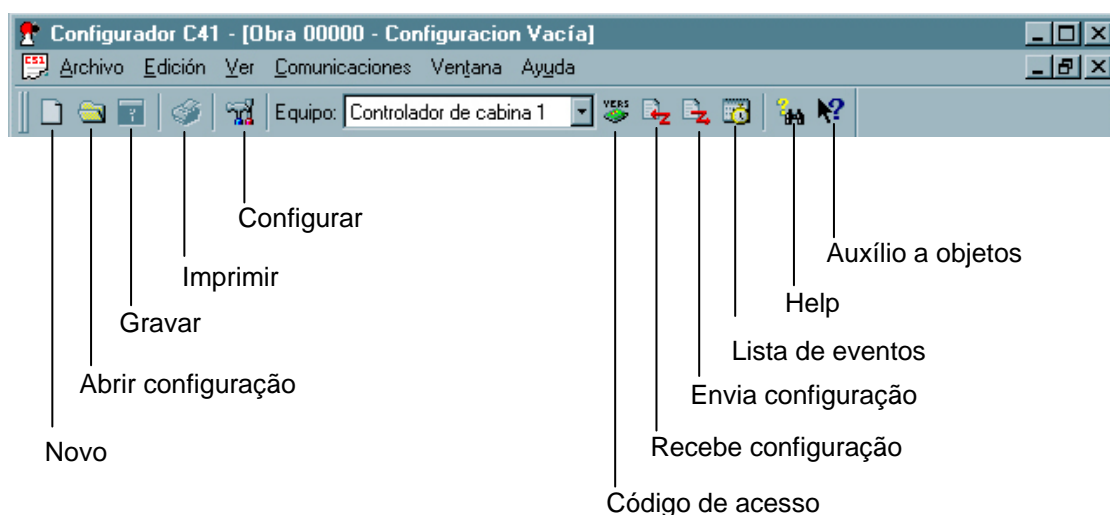 Configurador C41 - [Obra 00000 - Configuracion Vacía]
CS1 Archivo Edición Ver Comunicaciones Ventana Ayuda
Equipo: Controlador de cabina 1 VERS
Configurar
Auxílio a objetos
Imprimir
Help
Gravar
Lista de eventos
Abrir configuração
Envia configuração
Novo
Recebe configuração
Código de acesso